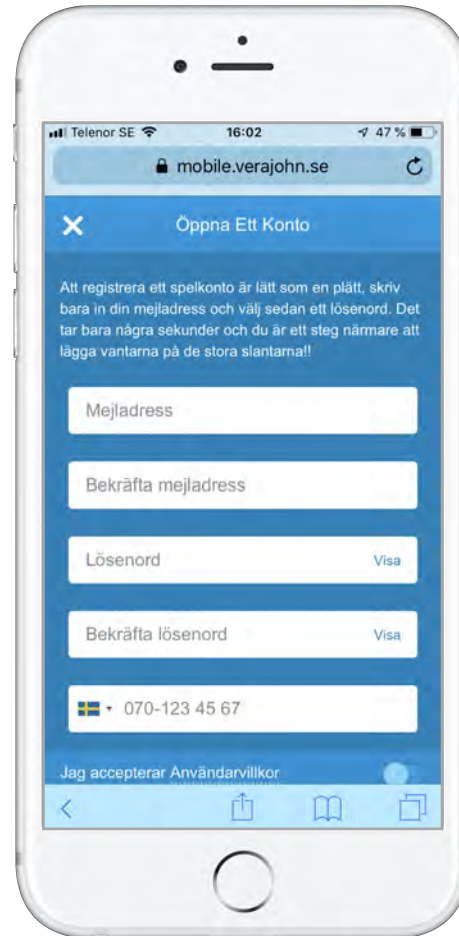 Telenor SE 16:02 47 %
mobile.verajohn.se
Öppna Ett Konto
Att registrera ett spelkonto är lätt som en plätt, skriv
bara in din mejladress och välj sedan ett lösenord. Det
tar bara några sekunder och du är ett steg närmare att
lägga vantarna på de stora slantarna!!
Mejladress
Bekräfta mejladress
Lösenord Visa
Bekräfta lösenord Visa
070-123 45 67
Jag accepterar Användarvillkor